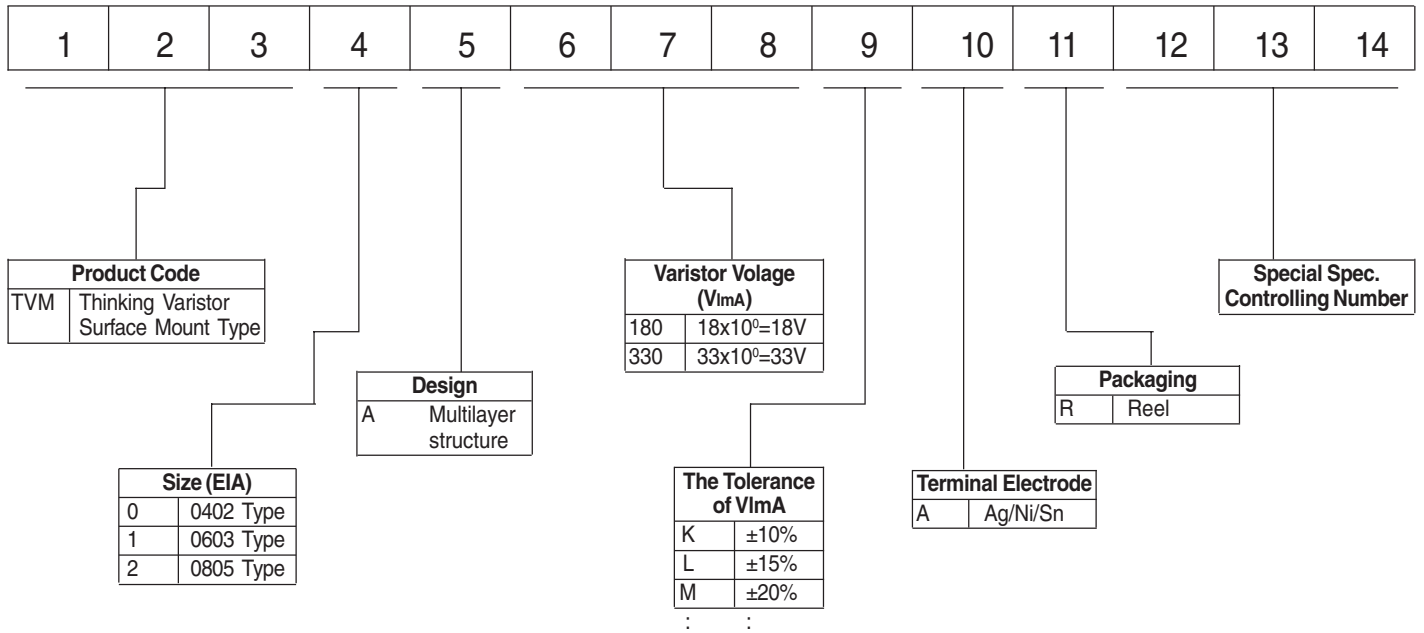 1 2 3 4 5 6 7 8 9 10 11 12 13 14
Product Code
TVM Thinking Varistor
Surface Mount Type
Varistor Volage
(VImA)
180 18x10⁰=18V
330 33x10⁰=33V
Special Spec.
Controlling Number
Design
A Multilayer
structure
Packaging
R Reel
Size (EIA)
0 0402 Type
1 0603 Type
2 0805 Type
The Tolerance
of VImA
K ±10%
L ±15%
M ±20%
: :
Terminal Electrode
A Ag/Ni/Sn